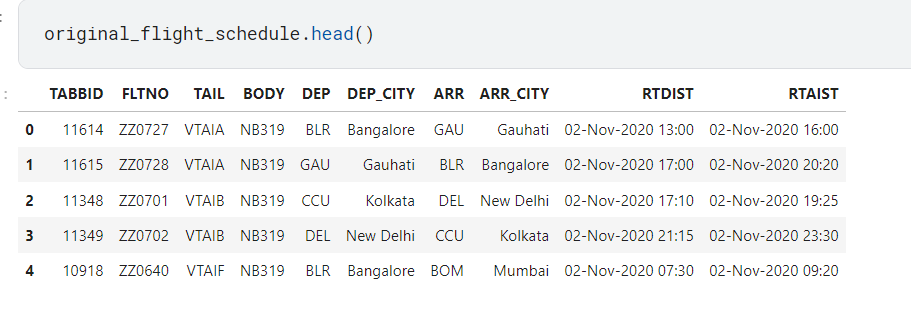 original_flight_schedule.head()
TABBID FLTNO TAIL BODY DEP DEP_CITY ARR ARR_CITY RTDIST RTAIST
0 11614 ZZ0727 VTAIA NB319 BLR Bangalore GAU Gauhati 02-Nov-2020 13:00 02-Nov-2020 16:00
1 11615 ZZ0728 VTAIA NB319 GAU Gauhati BLR Bangalore 02-Nov-2020 17:00 02-Nov-2020 20:20
2 11348 ZZ0701 VTAIB NB319 CCU Kolkata DEL New Delhi 02-Nov-2020 17:10 02-Nov-2020 19:25
3 11349 ZZ0702 VTAIB NB319 DEL New Delhi CCU Kolkata 02-Nov-2020 21:15 02-Nov-2020 23:30
4 10918 ZZ0640 VTAIF NB319 BLR Bangalore BOM Mumbai 02-Nov-2020 07:30 02-Nov-2020 09:20